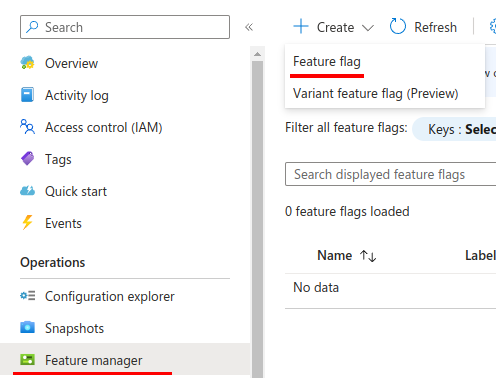 Search
«
Overview
Activity log
Access control (IAM)
Tags
Quick start
Events
Operations
Configuration explorer
Snapshots
Feature manager
Create
Refresh
Feature flag
Variant feature flag (Preview)
Filter all feature flags:
Keys : Selec
Search displayed feature flags
0 feature flags loaded
Name ↑↓
Label
No data